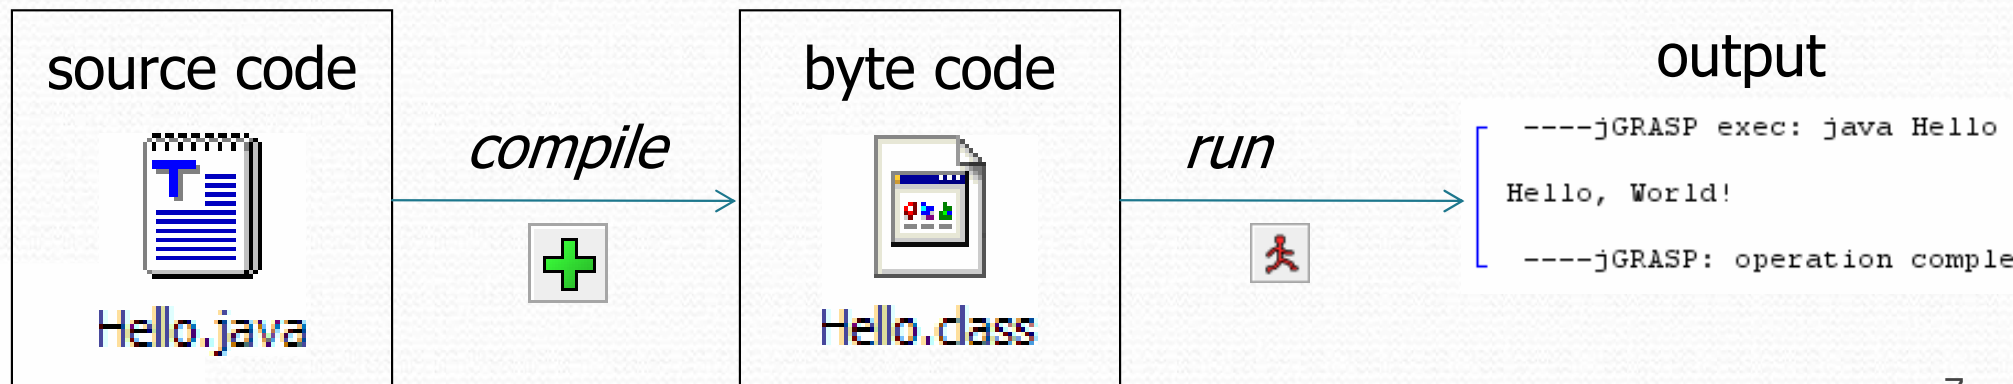 source code
Hello.java
compile
byte code
Hello.class
run
output
----jGRASP exec: java Hello
Hello, World!
----jGRASP: operation comple